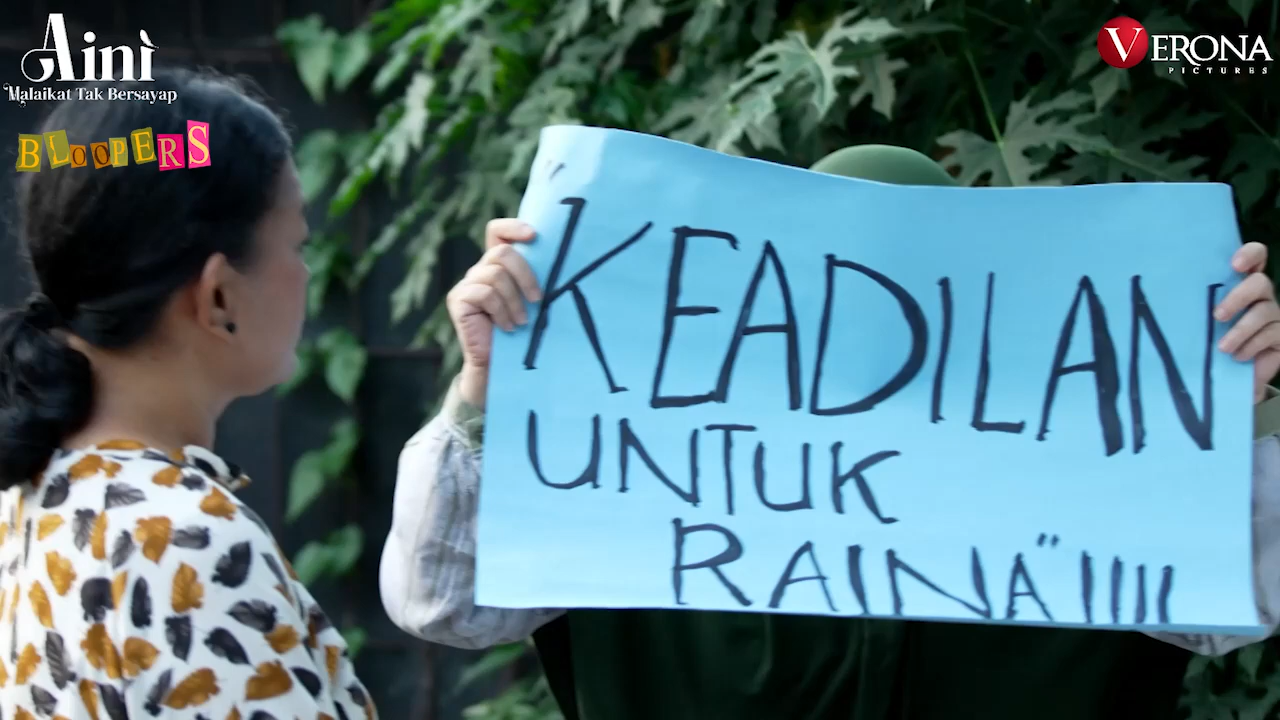 Aini
Malaikat Tak Bersayap
BLOOPERS
VERONA
PICTURES
"KEADILAN
UNTUK
RAINA" !!!!